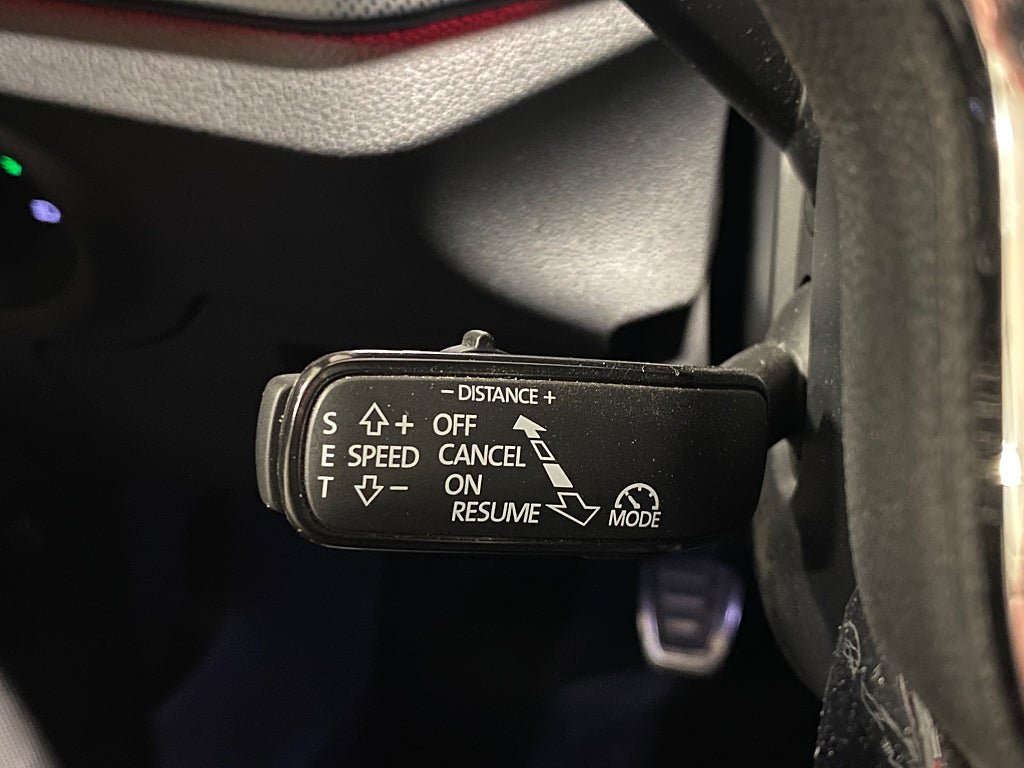 – DISTANCE +
S + OFF
E SPEED CANCEL
T – ON
RESUME
MODE